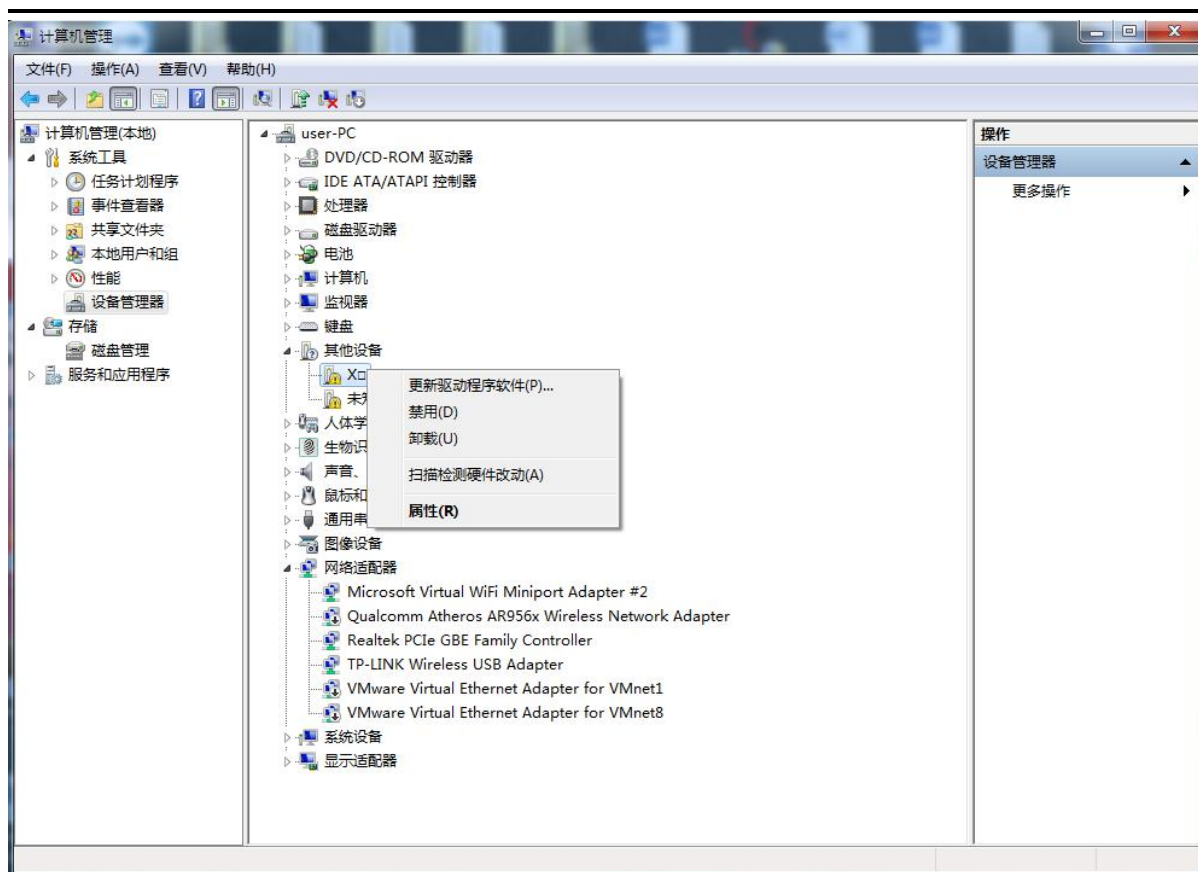 计算机管理
文件(F) 操作(A) 查看(V) 帮助(H)
计算机管理(本地)
系统工具
任务计划程序
事件查看器
共享文件夹
本地用户和组
性能
设备管理器
存储
磁盘管理
服务和应用程序
user-PC
DVD/CD-ROM 驱动器
IDE ATA/ATAPI 控制器
处理器
磁盘驱动器
电池
计算机
监视器
键盘
其他设备
X□
未知
人体学
生物识
声音、
鼠标和
通用串
图像设备
网络适配器
Microsoft Virtual WiFi Miniport Adapter #2
Qualcomm Atheros AR956x Wireless Network Adapter
Realtek PCIe GBE Family Controller
TP-LINK Wireless USB Adapter
VMware Virtual Ethernet Adapter for VMnet1
VMware Virtual Ethernet Adapter for VMnet8
系统设备
显示适配器
更新驱动程序软件(P)...
禁用(D)
卸载(U)
扫描检测硬件改动(A)
属性(R)
操作
设备管理器
更多操作